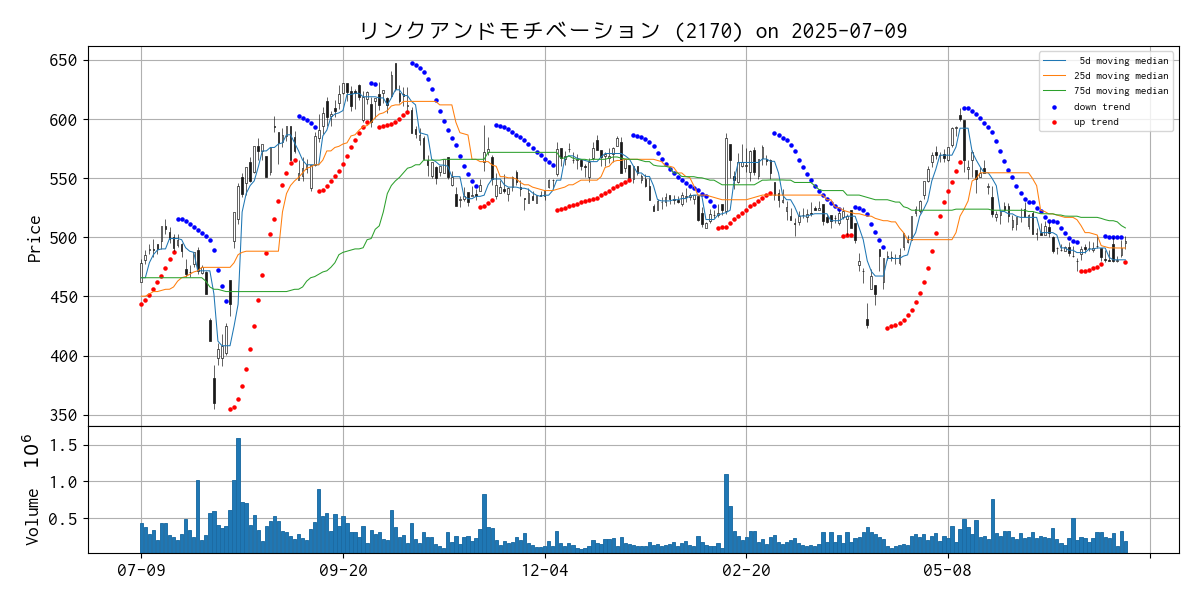 リンクアンドモチベーション (2170) on 2025-07-09
650
600
550
500
450
400
350
Price
5d moving median
25d moving median
75d moving median
down trend
up trend
1.5
1.0
0.5
Volume 10^6
07-09
09-20
12-04
02-20
05-08